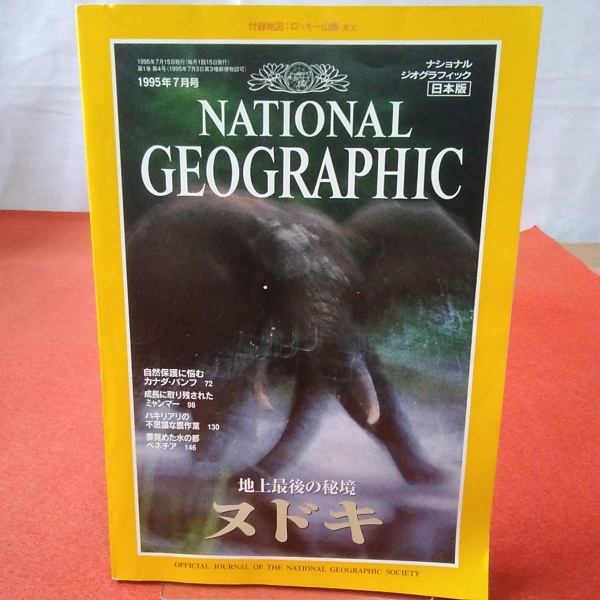 付録地図:ロッキー山脈(英文)
1995年7月15日発行(毎月1回15日発行)
第1巻 第4号(1995年7月3日第3種郵便物認可)
1995年7月号
ナショナル
ジオグラフィック
日本版
NATIONAL
GEOGRAPHIC
自然保護に悩む
カナダ・バンフ 72
成長に取り残された
ミャンマー 98
ハキリアリの
不思議な農作業 130
夢覚めた水の都
ベネチア 146
地上最後の秘境
ヌドキ
OFFICIAL JOURNAL OF THE NATIONAL GEOGRAPHIC SOCIETY